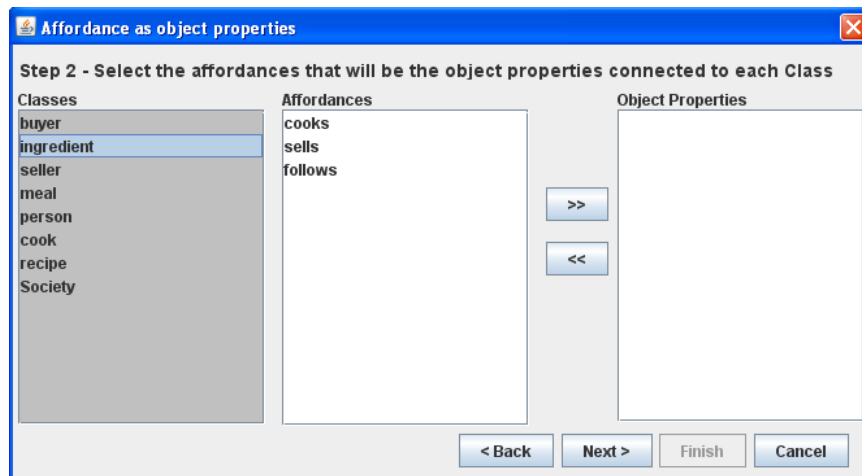 Affordance as object properties
Step 2 - Select the affordances that will be the object properties connected to each Class
Classes
buyer
ingredient
seller
meal
person
cook
recipe
Society
Affordances
cooks
sells
follows
>>
<<
Object Properties
< Back
Next >
Finish
Cancel